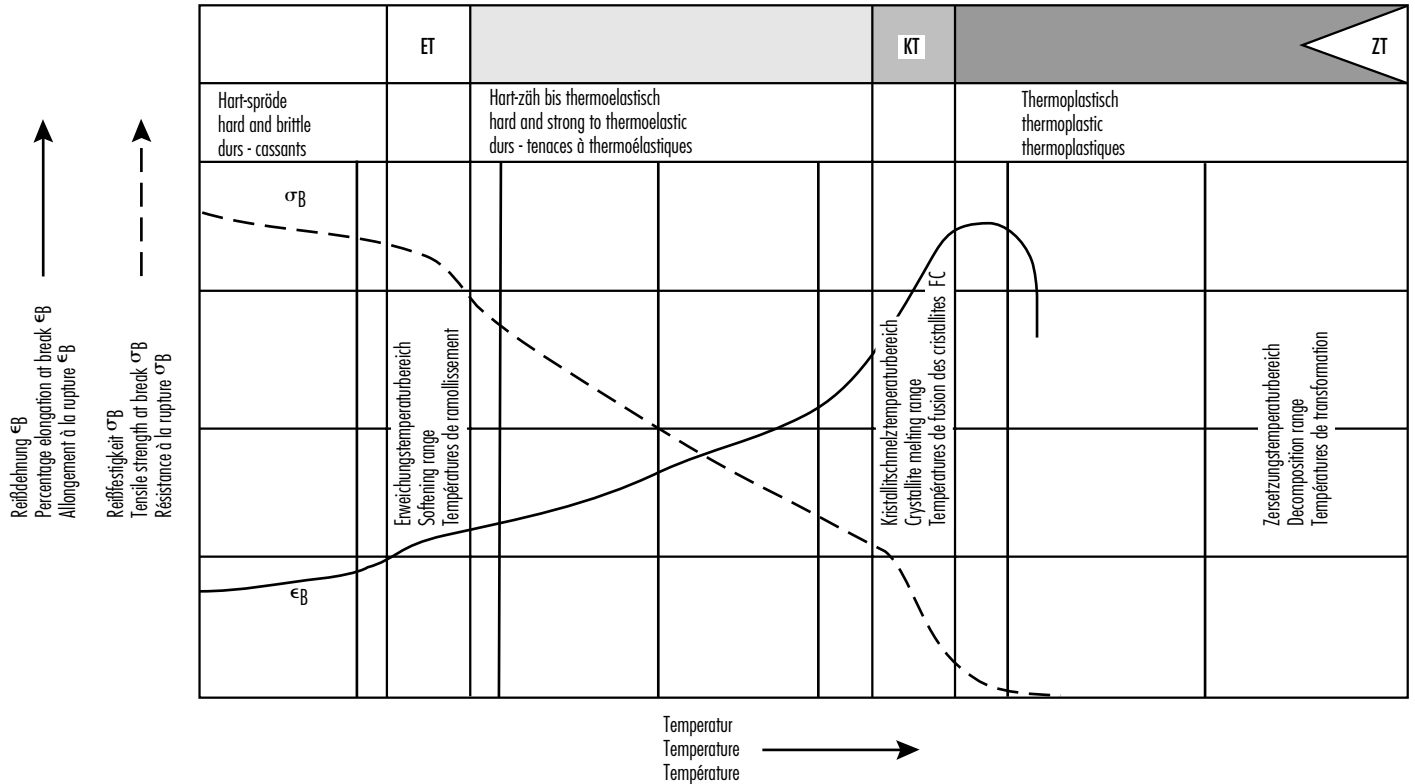 ET
KT
ZT
Hart-spröde
hard and brittle
durs - cassants
Hart-zäh bis thermoelastisch
hard and strong to thermoelastic
durs - tenaces à thermoélastiques
Thermoplastisch
thermoplastic
thermoplastiques
σB
ϵB
Reißdehnung ϵB
Percentage elongation at break ϵB
Allongement à la rupture ϵB
Reißfestigkeit σB
Tensile strength at break σB
Résistance à la rupture σB
Erweichungstemperaturbereich
Softening range
Températures de ramollissement
Kristallitschmelztemperaturbereich
Crystallite melting range
Températures de fusion des cristallites FC
Zersetzungstemperaturbereich
Decomposition range
Températures de transformation
Temperatur
Temperature
Température